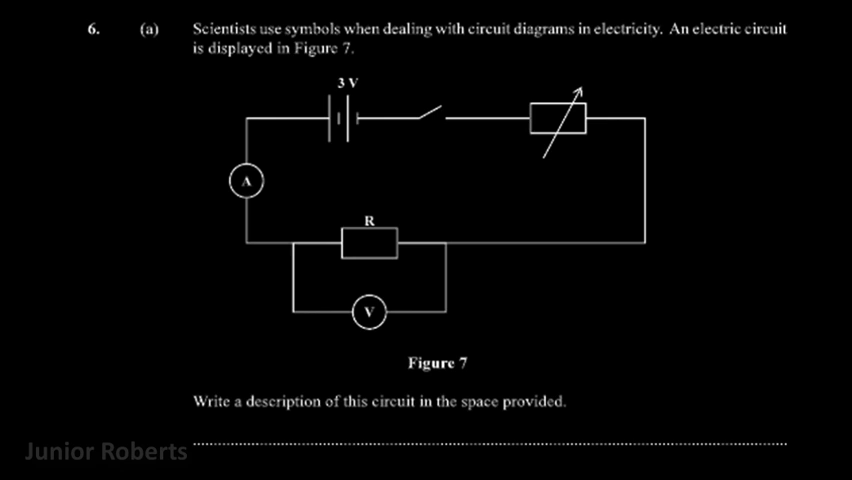 6. (a) Scientists use symbols when dealing with circuit diagrams in electricity. An electric circuit
is displayed in Figure 7.
3 V
A
R
V
Figure 7
Write a description of this circuit in the space provided.
Junior Roberts